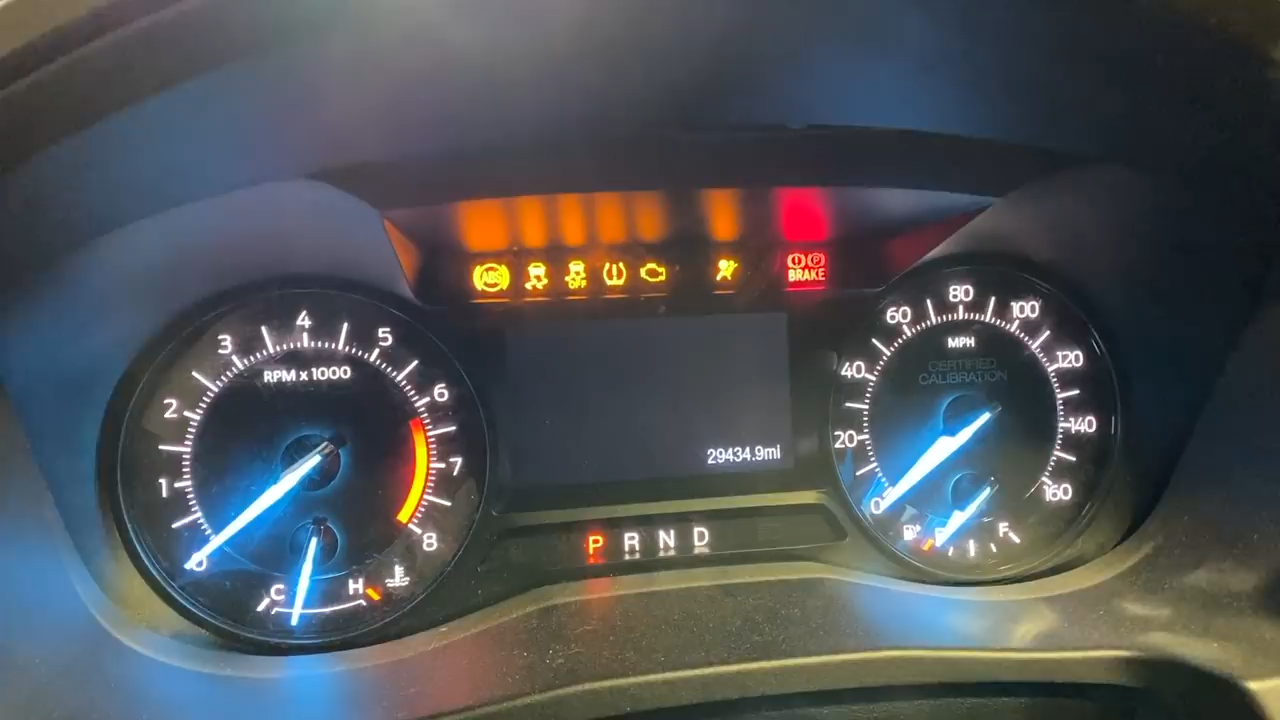 ABS
OFF
BRAKE
P
0
1
2
3
4
5
6
7
8
RPM x 1000
C
H
29434.9mi
P R N D
0
20
40
60
80
100
120
140
160
MPH
CERTIFIED
CALIBRATION
F